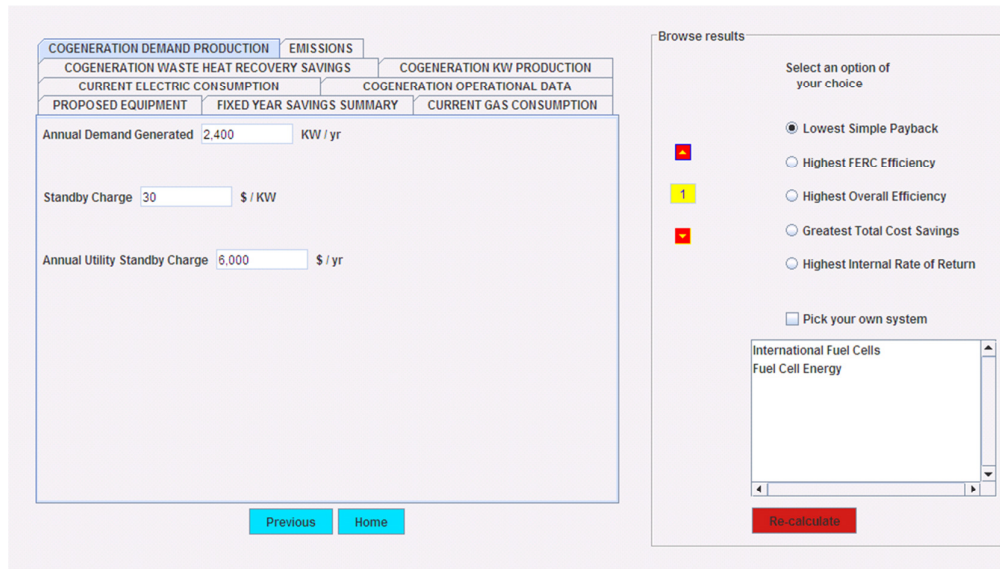 COGENERATION DEMAND PRODUCTION EMISSIONS
COGENERATION WASTE HEAT RECOVERY SAVINGS COGENERATION KW PRODUCTION
CURRENT ELECTRIC CONSUMPTION COGENERATION OPERATIONAL DATA
PROPOSED EQUIPMENT FIXED YEAR SAVINGS SUMMARY CURRENT GAS CONSUMPTION
Annual Demand Generated 2,400 KW / yr
Standby Charge 30 $ / KW
Annual Utility Standby Charge 6,000 $ / yr
Previous Home
Browse results
Select an option of
your choice
Lowest Simple Payback
Highest FERC Efficiency
1
Highest Overall Efficiency
Greatest Total Cost Savings
Highest Internal Rate of Return
Pick your own system
International Fuel Cells
Fuel Cell Energy
Re-calculate